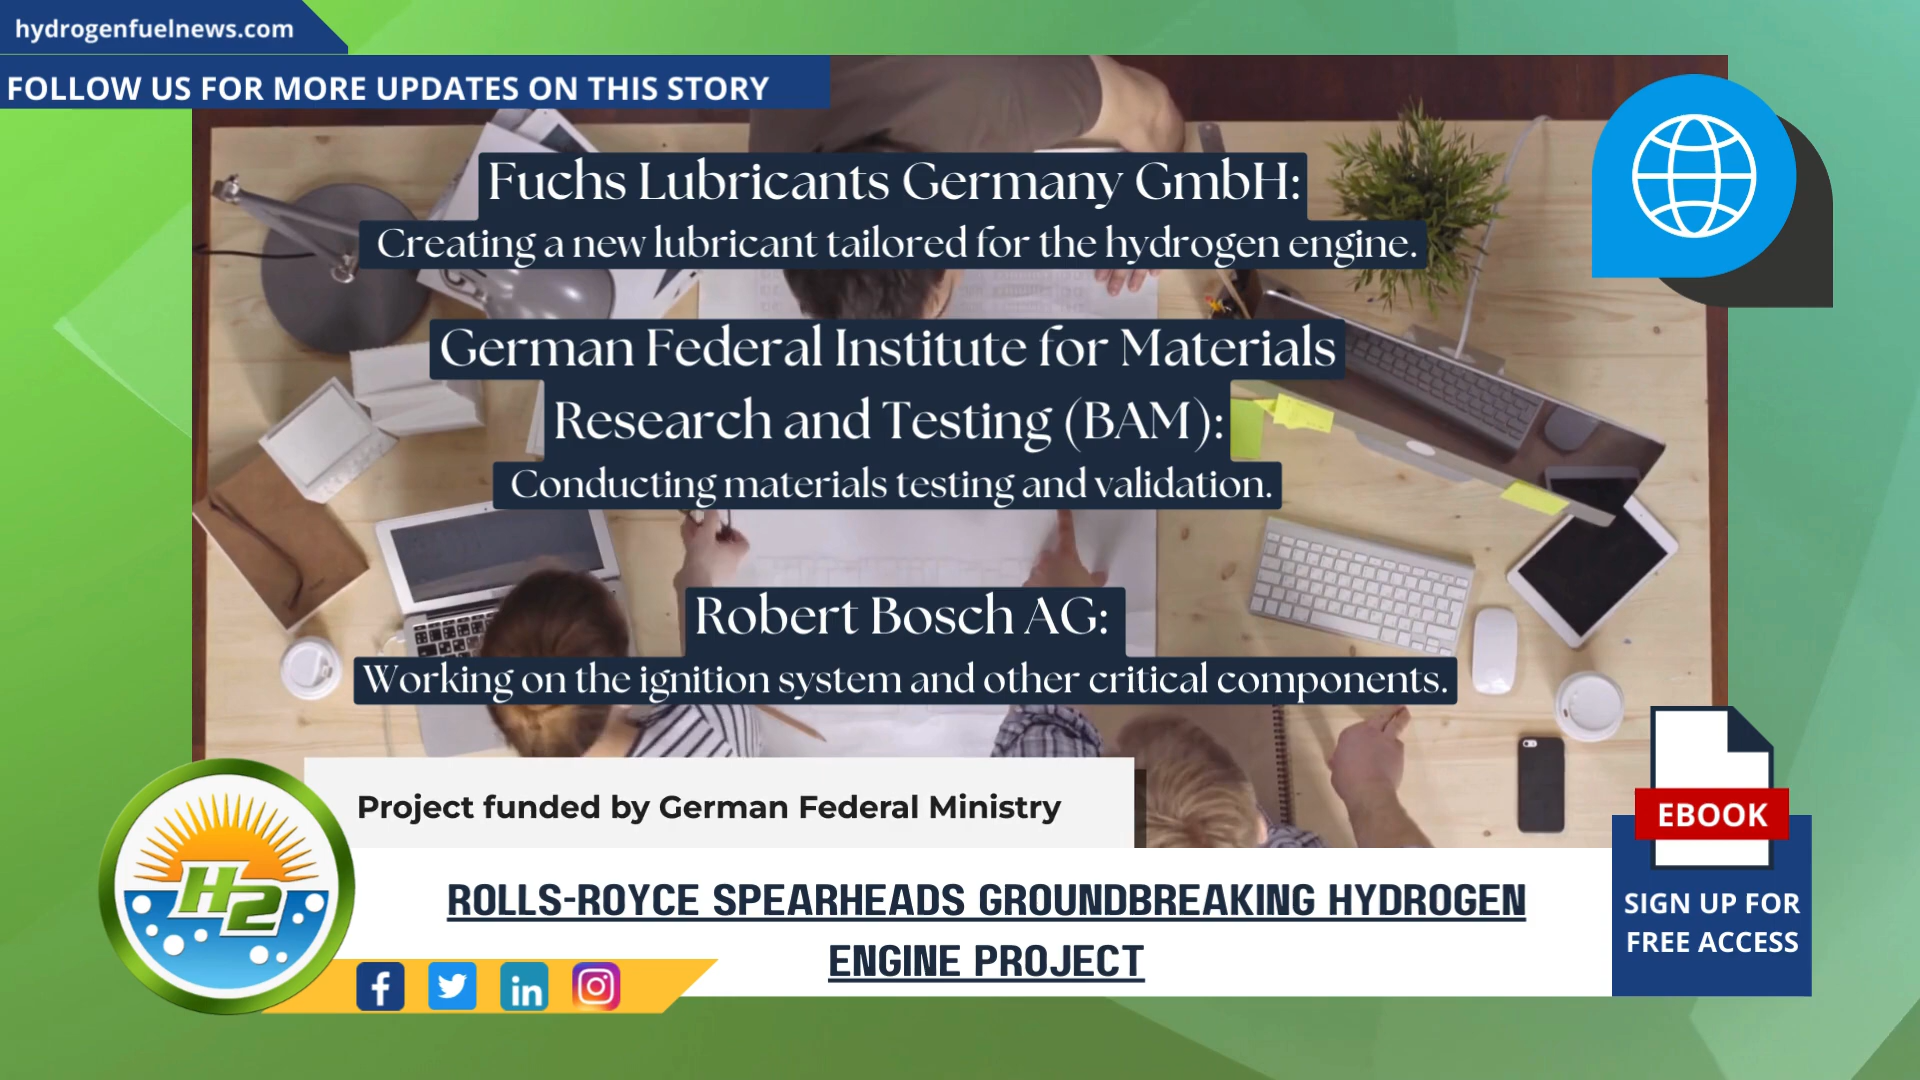 hydrogenfuelnews.com
FOLLOW US FOR MORE UPDATES ON THIS STORY
Fuchs Lubricants Germany GmbH:
Creating a new lubricant tailored for the hydrogen engine.
German Federal Institute for Materials
Research and Testing (BAM):
Conducting materials testing and validation.
Robert Bosch AG:
Working on the ignition system and other critical components.
Project funded by German Federal Ministry
H2
ROLLS-ROYCE SPEARHEADS GROUNDBREAKING HYDROGEN
ENGINE PROJECT
EBOOK
SIGN UP FOR
FREE ACCESS
f
in